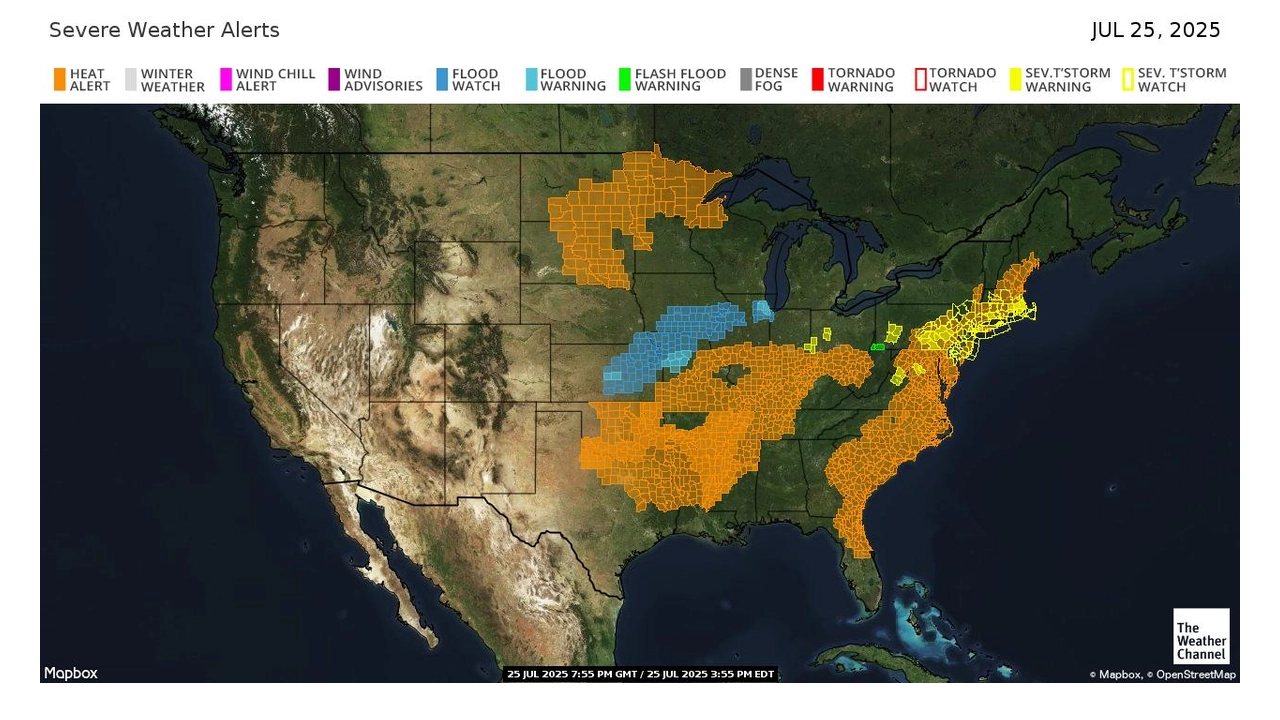 Severe Weather Alerts
JUL 25, 2025
HEAT
ALERT
WINTER
WEATHER
WIND CHILL
ALERT
WIND
ADVISORIES
FLOOD
WATCH
FLOOD
WARNING
FLASH FLOOD
WARNING
DENSE
FOG
TORNADO
WARNING
TORNADO
WATCH
SEV.T'STORM
WARNING
SEV. T'STORM
WATCH
The
Weather
Channel
Mapbox
25 JUL 2025 7:55 PM GMT / 25 JUL 2025 3:55 PM EDT
© Mapbox, © OpenStreetMap